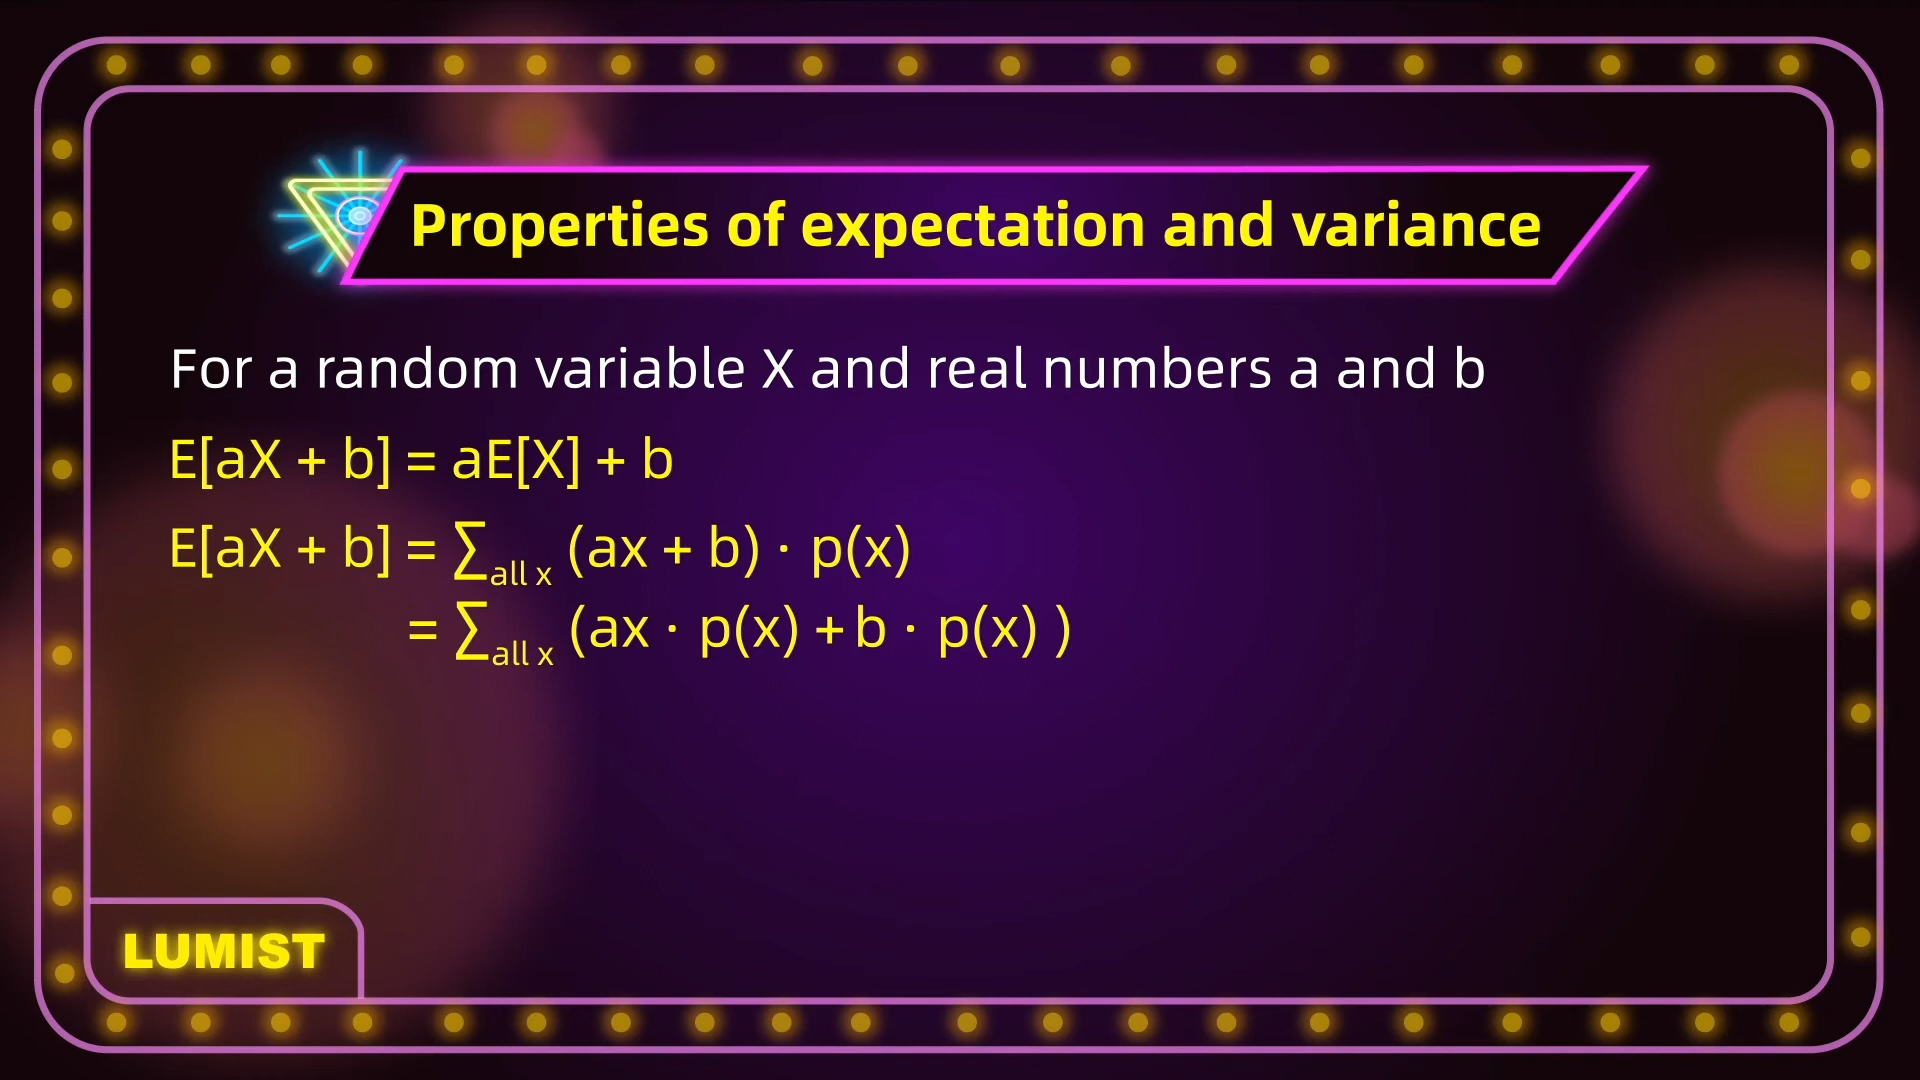 Properties of expectation and variance
For a random variable X and real numbers a and b
E[aX + b] = aE[X] + b
E[aX + b] = ∑all x (ax + b) · p(x)
= ∑all x (ax · p(x) + b · p(x) )
LUMIST